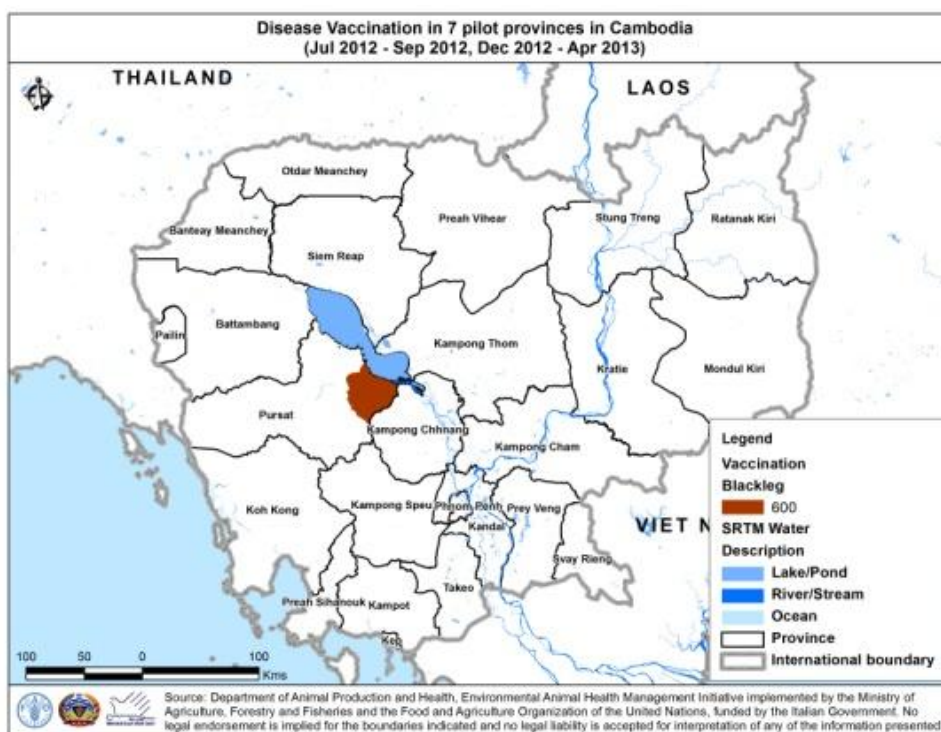 Disease Vaccination in 7 pilot provinces in Cambodia
(Jul 2012 - Sep 2012, Dec 2012 - Apr 2013)
THAILAND
LAOS
Otdar Meanchey
Preah Vihear
Stung Treng
Ratanak Kiri
Banteay Meanchey
Siem Reap
Battambang
Pailin
Kampong Thom
Kratie
Mondul Kiri
Pursat
Kampong Chhnang
Kampong Cham
Koh Kong
Kampong Speu
Phnom Penh
Prey Veng
Kandal
VIET N
Svay Rieng
Takeo
Preah Sihanouk
Kampot
Kep
Legend
Vaccination
Blackleg
600
SRTM Water
Description
Lake/Pond
River/Stream
Ocean
Province
International boundary
100 50 0 100
Kms
Source: Department of Animal Production and Health, Environmental Animal Health Management Initiative implemented by the Ministry of
Agriculture, Forestry and Fisheries and the Food and Agriculture Organization of the United Nations, funded by the Italian Government. No
legal endorsement is implied for the boundaries indicated and no legal liability is accepted for interpretation of any of the information presented